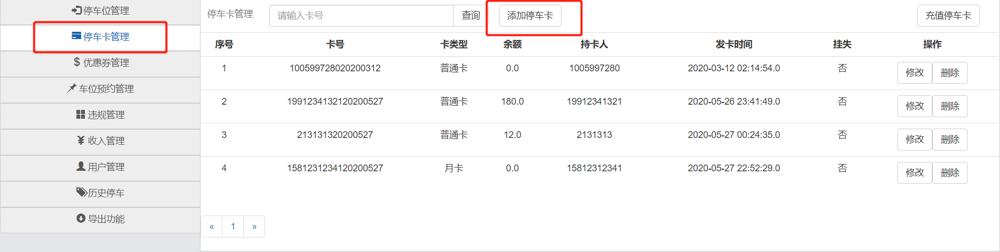 停车位管理
停车卡管理
优惠券管理
车位预约管理
违规管理
收入管理
用户管理
历史停车
导出功能
停车卡管理 请输入卡号 查询 添加停车卡 充值停车卡
序号 卡号 卡类型 余额 持卡人 发卡时间 挂失 操作
1 100599728020200312 普通卡 0.0 1005997280 2020-03-12 02:14:54.0 否 修改 删除
2 1991234132120200527 普通卡 180.0 19912341321 2020-05-26 23:41:49.0 否 修改 删除
3 213131320200527 普通卡 12.0 2131313 2020-05-27 00:24:35.0 否 修改 删除
4 1581231234120200527 月卡 0.0 15812312341 2020-05-27 22:52:29.0 否 修改 删除
« 1 »